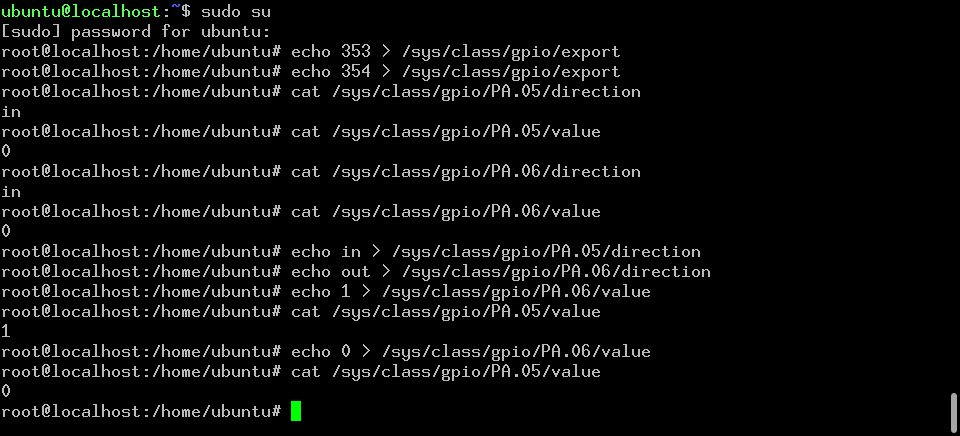 ubuntu@localhost:~$ sudo su
[sudo] password for ubuntu:
root@localhost:/home/ubuntu# echo 353 > /sys/class/gpio/export
root@localhost:/home/ubuntu# echo 354 > /sys/class/gpio/export
root@localhost:/home/ubuntu# cat /sys/class/gpio/PA.05/direction
in
root@localhost:/home/ubuntu# cat /sys/class/gpio/PA.05/value
0
root@localhost:/home/ubuntu# cat /sys/class/gpio/PA.06/direction
in
root@localhost:/home/ubuntu# cat /sys/class/gpio/PA.06/value
0
root@localhost:/home/ubuntu# echo in > /sys/class/gpio/PA.05/direction
root@localhost:/home/ubuntu# echo out > /sys/class/gpio/PA.06/direction
root@localhost:/home/ubuntu# echo 1 > /sys/class/gpio/PA.06/value
root@localhost:/home/ubuntu# cat /sys/class/gpio/PA.05/value
1
root@localhost:/home/ubuntu# echo 0 > /sys/class/gpio/PA.06/value
root@localhost:/home/ubuntu# cat /sys/class/gpio/PA.05/value
0
root@localhost:/home/ubuntu#